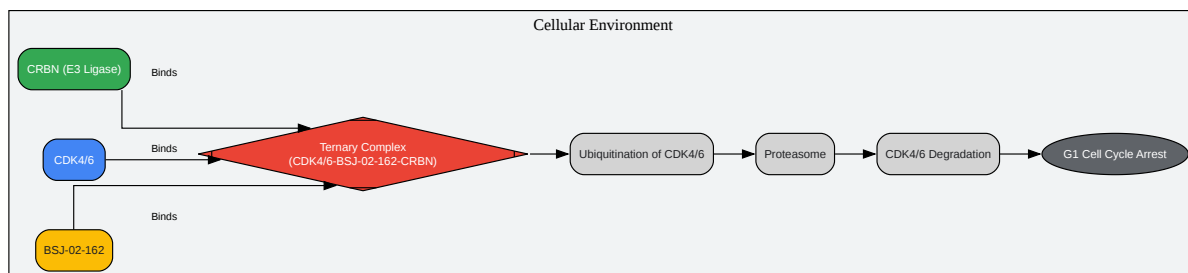 Cellular Environment
CRBN (E3 Ligase)
Binds
CDK4/6
Binds
BSJ-02-162
Binds
Ternary Complex
(CDK4/6-BSJ-02-162-CRBN)
Ubiquitination of CDK4/6
Proteasome
CDK4/6 Degradation
G1 Cell Cycle Arrest